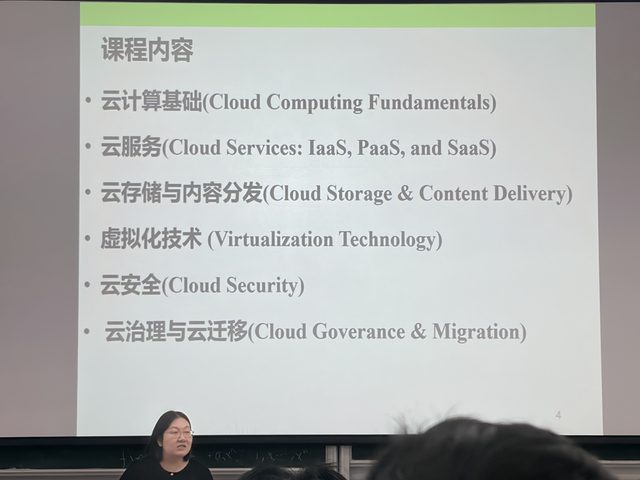 课程内容
• 云计算基础(Cloud Computing Fundamentals)
• 云服务(Cloud Services: IaaS, PaaS, and SaaS)
• 云存储与内容分发(Cloud Storage & Content Delivery)
• 虚拟化技术 (Virtualization Technology)
• 云安全(Cloud Security)
• 云治理与云迁移(Cloud Goverance & Migration)
4